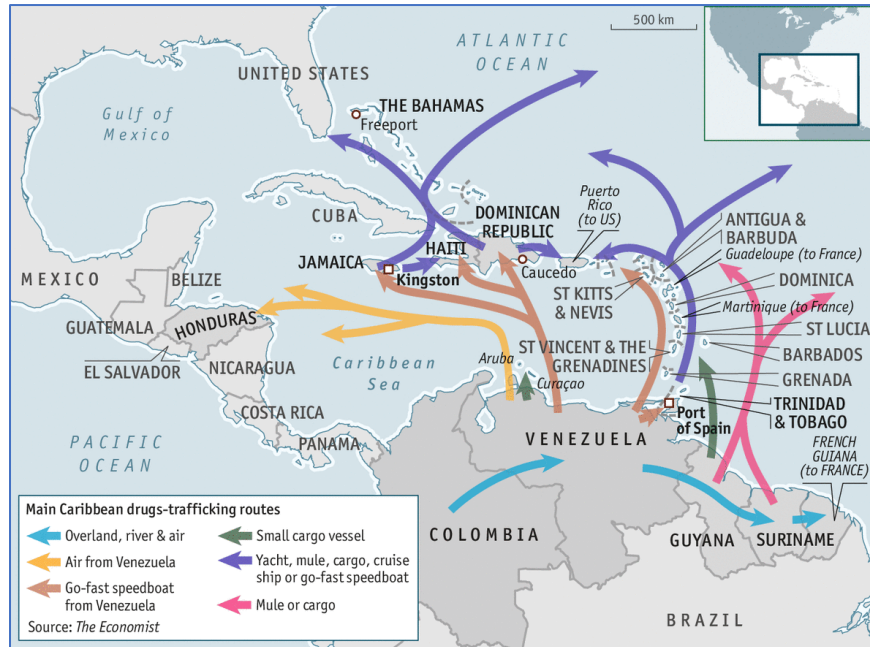 500 km
ATLANTIC
OCEAN
UNITED STATES
Gulf of
Mexico
THE BAHAMAS
Freeport
CUBA
DOMINICAN
REPUBLIC
Puerto
Rico
(to US)
HAITI
JAMAICA
Kingston
Caucedo
ANTIGUA &
BARBUDA
Guadeloupe (to France)
DOMINICA
Martinique (to France)
ST LUCIA
BARBADOS
GRENADA
ST KITTS
& NEVIS
ST VINCENT & THE
GRENADINES
MEXICO
BELIZE
GUATEMALA
HONDURAS
EL SALVADOR
NICARAGUA
COSTA RICA
PANAMA
Caribbean
Sea
Aruba
Curaçao
Port
of Spain
TRINIDAD
& TOBAGO
FRENCH
GUIANA
(to FRANCE)
PACIFIC
OCEAN
VENEZUELA
COLOMBIA
GUYANA
SURINAME
BRAZIL
Main Caribbean drugs-trafficking routes
Overland, river & air
Air from Venezuela
Go-fast speedboat
from Venezuela
Small cargo vessel
Yacht, mule, cargo, cruise
ship or go-fast speedboat
Mule or cargo
Source: The Economist